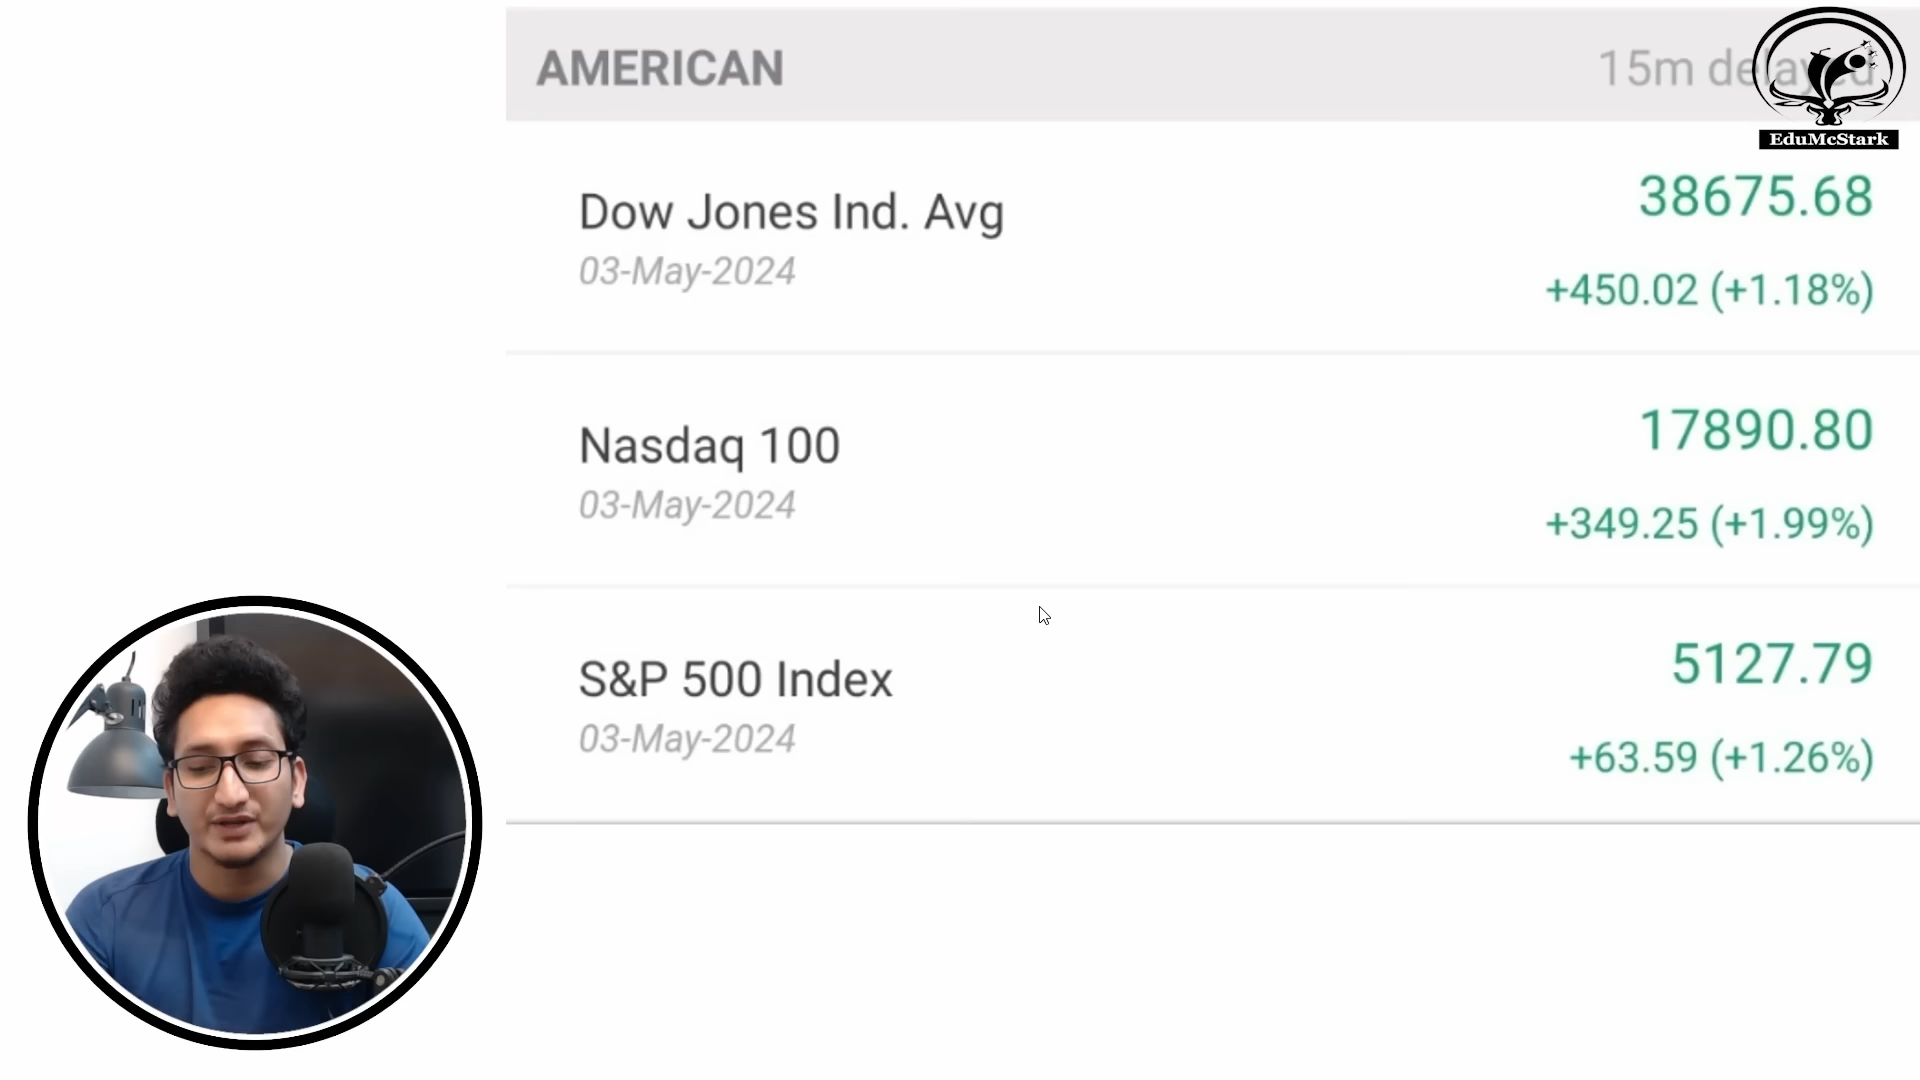 AMERICAN
15m delayed
EduMcStark
Dow Jones Ind. Avg
38675.68
03-May-2024
+450.02 (+1.18%)
Nasdaq 100
17890.80
03-May-2024
+349.25 (+1.99%)
S&P 500 Index
5127.79
03-May-2024
+63.59 (+1.26%)